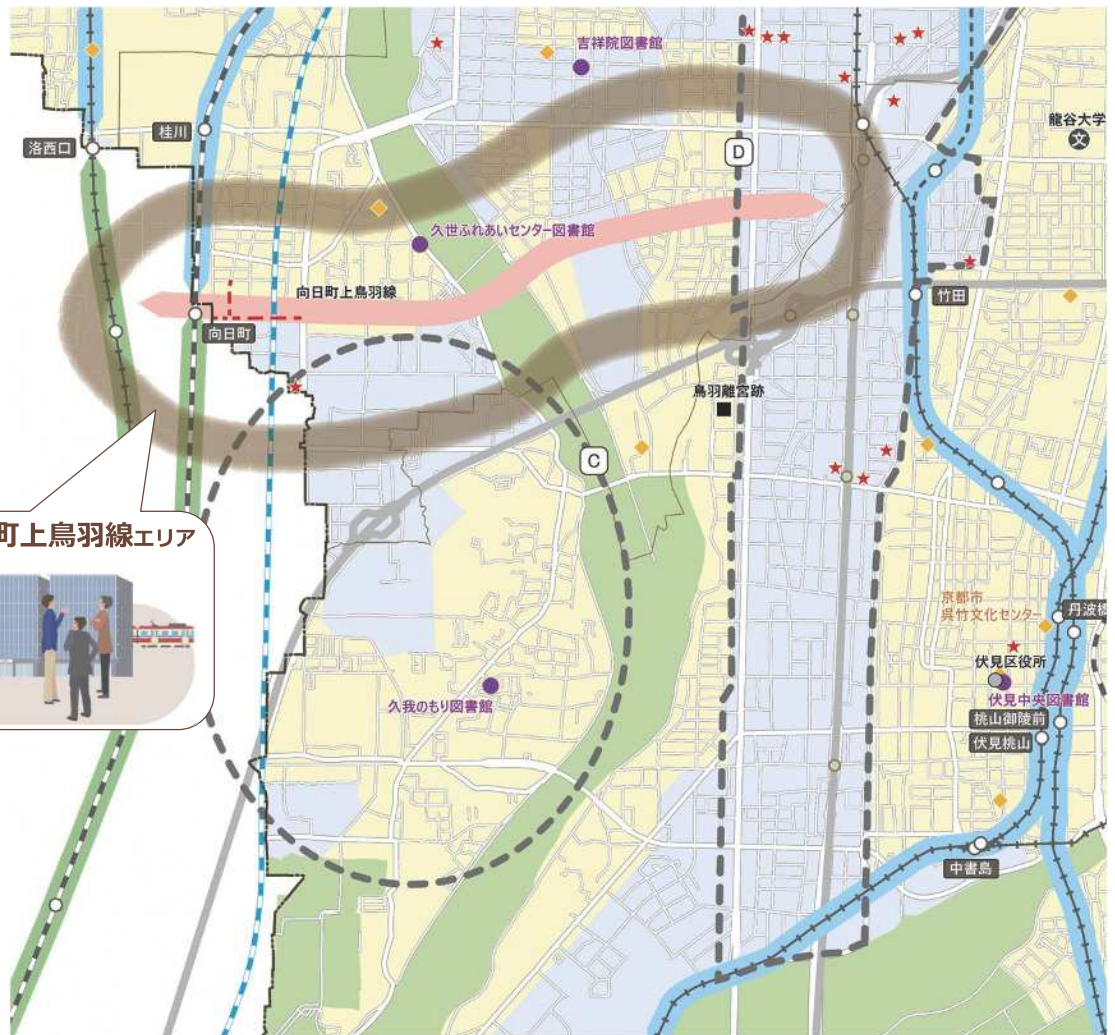 吉祥院図書館
龍谷大学
文
桂川
洛西口
D
久世ふれあいセンター図書館
向日町上鳥羽線
竹田
向日町
鳥羽離宮跡
C
町上鳥羽線エリア
京都市
呉竹文化センター
丹波橋
伏見区役所
久我のもり図書館
伏見中央図書館
桃山御陵前
伏見桃山
中書島